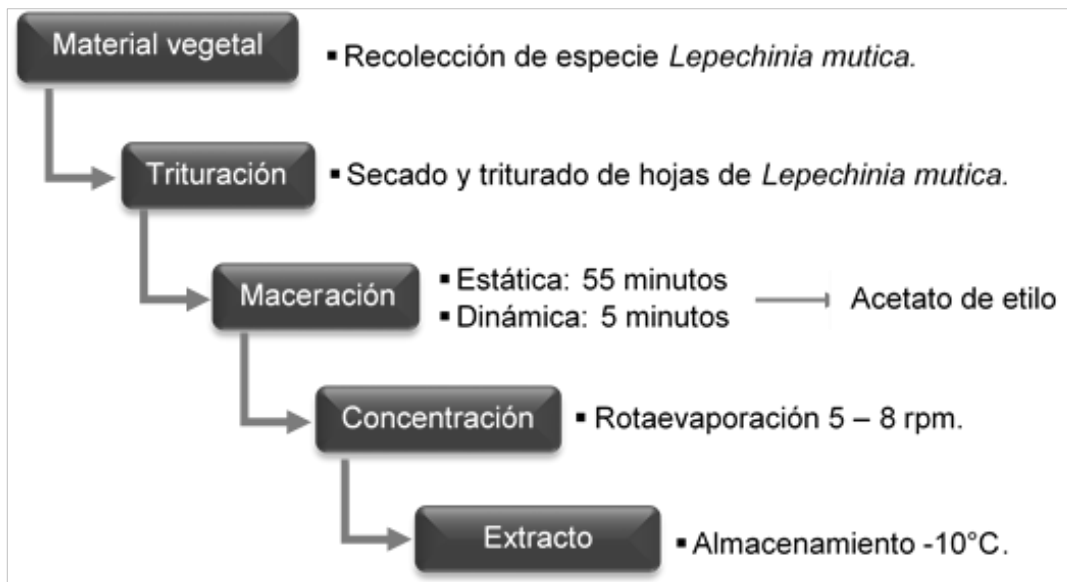 Material vegetal
▪ Recolección de especie Lepechinia mutica.
Trituración
▪ Secado y triturado de hojas de Lepechinia mutica.
Maceración
▪ Estática: 55 minutos
▪ Dinámica: 5 minutos
Acetato de etilo
Concentración
▪ Rotaevaporación 5 – 8 rpm.
Extracto
▪ Almacenamiento -10°C.